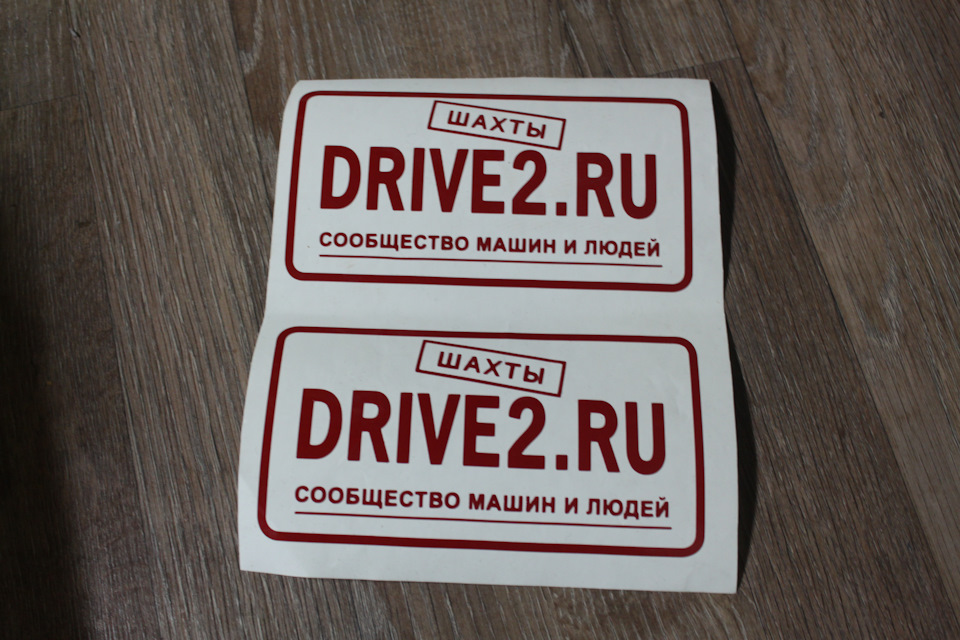 ШАХТЫ
DRIVE2.RU
СООБЩЕСТВО МАШИН И ЛЮДЕЙ
ШАХТЫ
DRIVE2.RU
СООБЩЕСТВО МАШИН И ЛЮДЕЙ